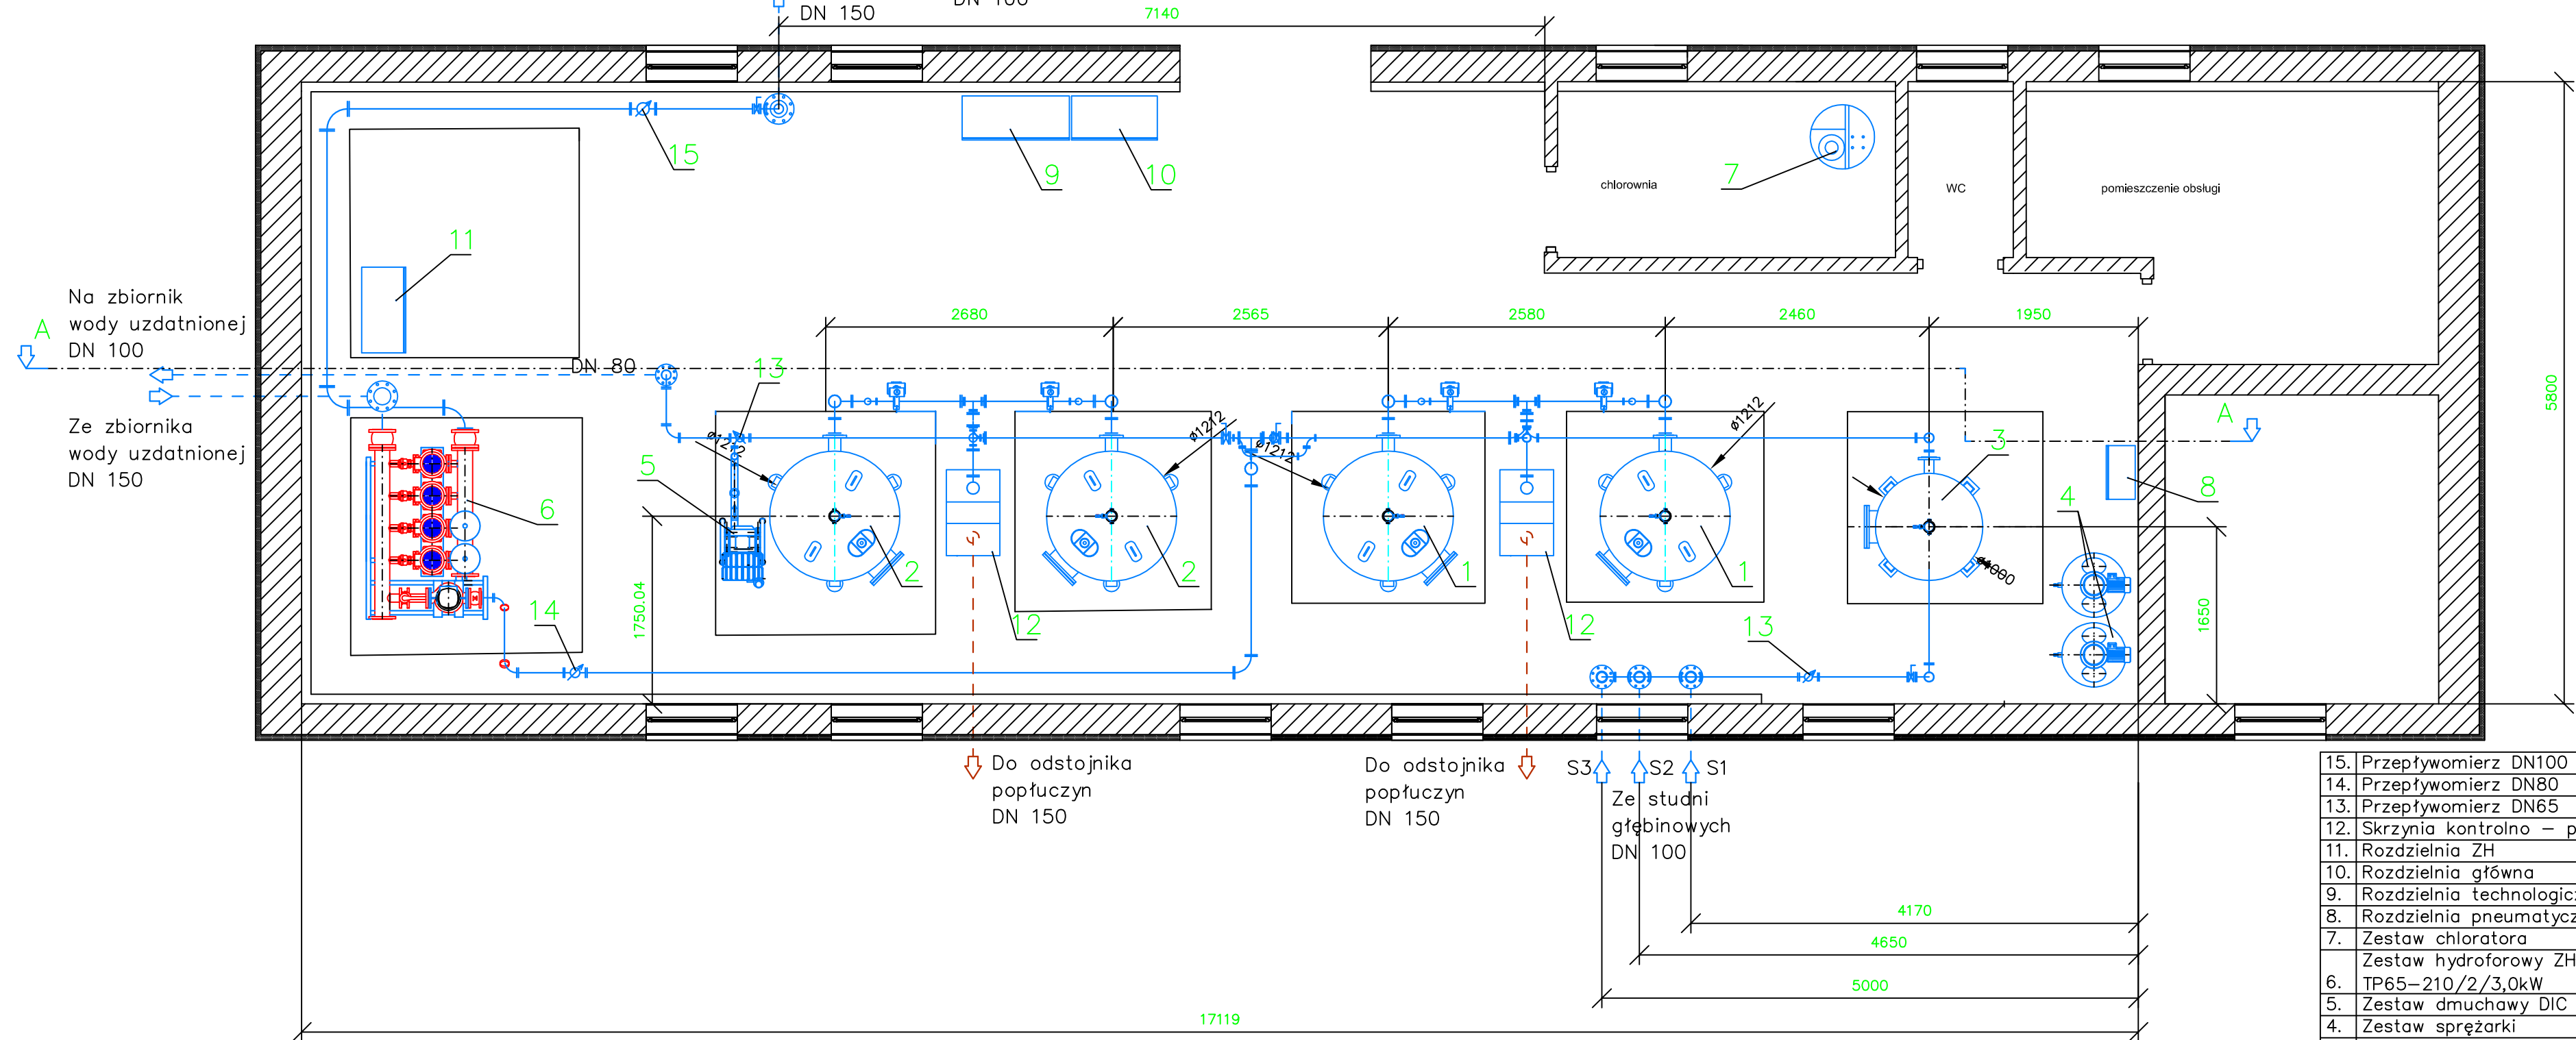 DN 150
7140
15
9
10
7
chlorownia
WC
pomieszczenie obsługi
11
Na zbiornik
wody uzdatnionej
DN 100
A
2680
2565
2580
2460
1950
5800
DN 80
13
Ze zbiornika
wody uzdatnionej
DN 150
ø1212
ø1212
ø1212
ø1212
A
3
5
6
4
8
2
2
1
1
ø1000
14
1750,04
12
12
13
1650
Do odstojnika
popłuczyn
DN 150
Do odstojnika
popłuczyn
DN 150
S3
S2
S1
Ze studni
głębinowych
DN 100
4170
4650
5000
17119
15. Przepływomierz DN100
14. Przepływomierz DN80
13. Przepływomierz DN65
12. Skrzynia kontrolno – p
11. Rozdzielnia ZH
10. Rozdzielnia główna
9. Rozdzielnia technologic
8. Rozdzielnia pneumatycz
7. Zestaw chloratora
Zestaw hydroforowy ZH
6. TP65–210/2/3,0kW
5. Zestaw dmuchawy DIC
4. Zestaw sprężarki